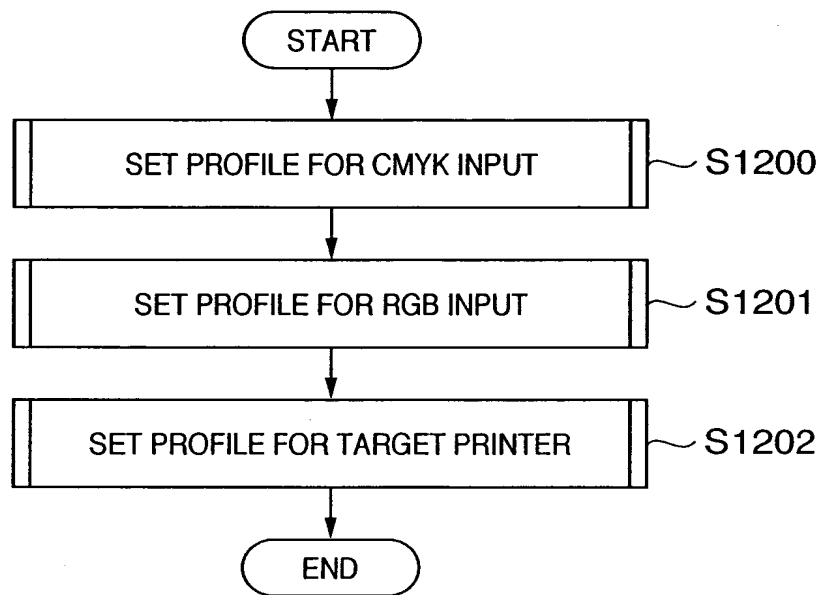 START
SET PROFILE FOR CMYK INPUT
S1200
SET PROFILE FOR RGB INPUT
S1201
SET PROFILE FOR TARGET PRINTER
S1202
END